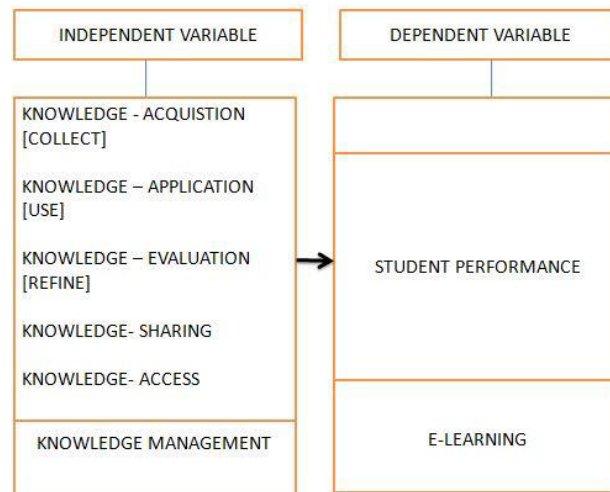 INDEPENDENT VARIABLE
DEPENDENT VARIABLE
KNOWLEDGE - ACQUISTION
[COLLECT]
KNOWLEDGE – APPLICATION
[USE]
KNOWLEDGE – EVALUATION
[REFINE]
KNOWLEDGE- SHARING
KNOWLEDGE- ACCESS
KNOWLEDGE MANAGEMENT
STUDENT PERFORMANCE
E-LEARNING